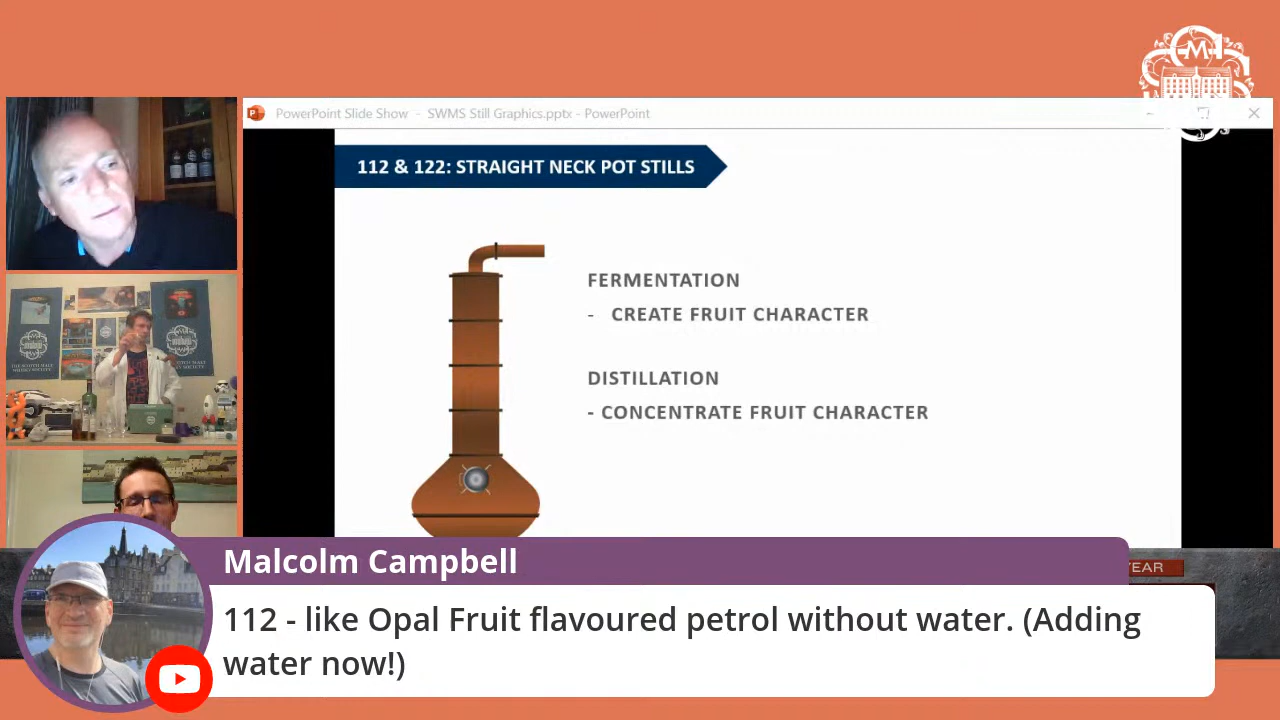 PowerPoint Slide Show - SWMS Still Graphics.pptx - PowerPoint
112 & 122: STRAIGHT NECK POT STILLS
FERMENTATION
- CREATE FRUIT CHARACTER
DISTILLATION
- CONCENTRATE FRUIT CHARACTER
YEAR
Malcolm Campbell
112 - like Opal Fruit flavoured petrol without water. (Adding
water now!)